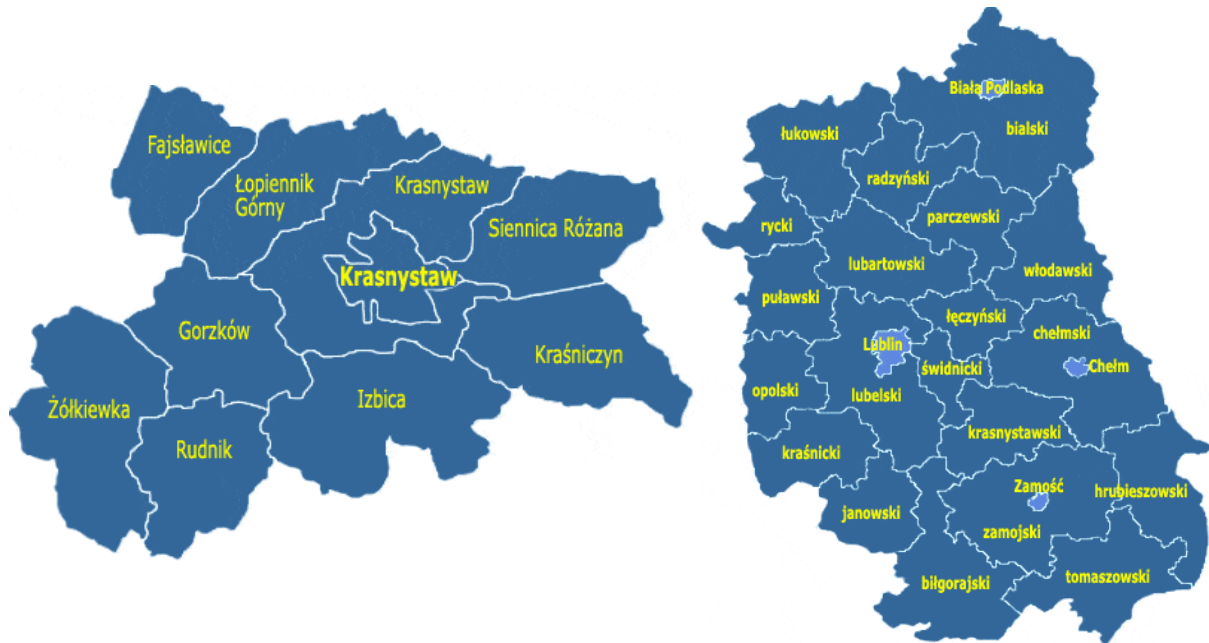 Fajsławice
Łopiennik
Górny
Krasnystaw
Siennica Różana
Krasnystaw
Gorzków
Kraśniczyn
Żółkiewka
Izbica
Rudnik
Biała Podlaska
łukowski
bialski
radzyński
parczewski
rycki
lubartowski
włodawski
puławski
łęczyński
chełmski
Lublin
świdnicki
Chełm
opolski
lubelski
krasnystawski
kraśnicki
Zamość
hrubieszowski
janowski
zamojski
biłgorajski
tomaszowski